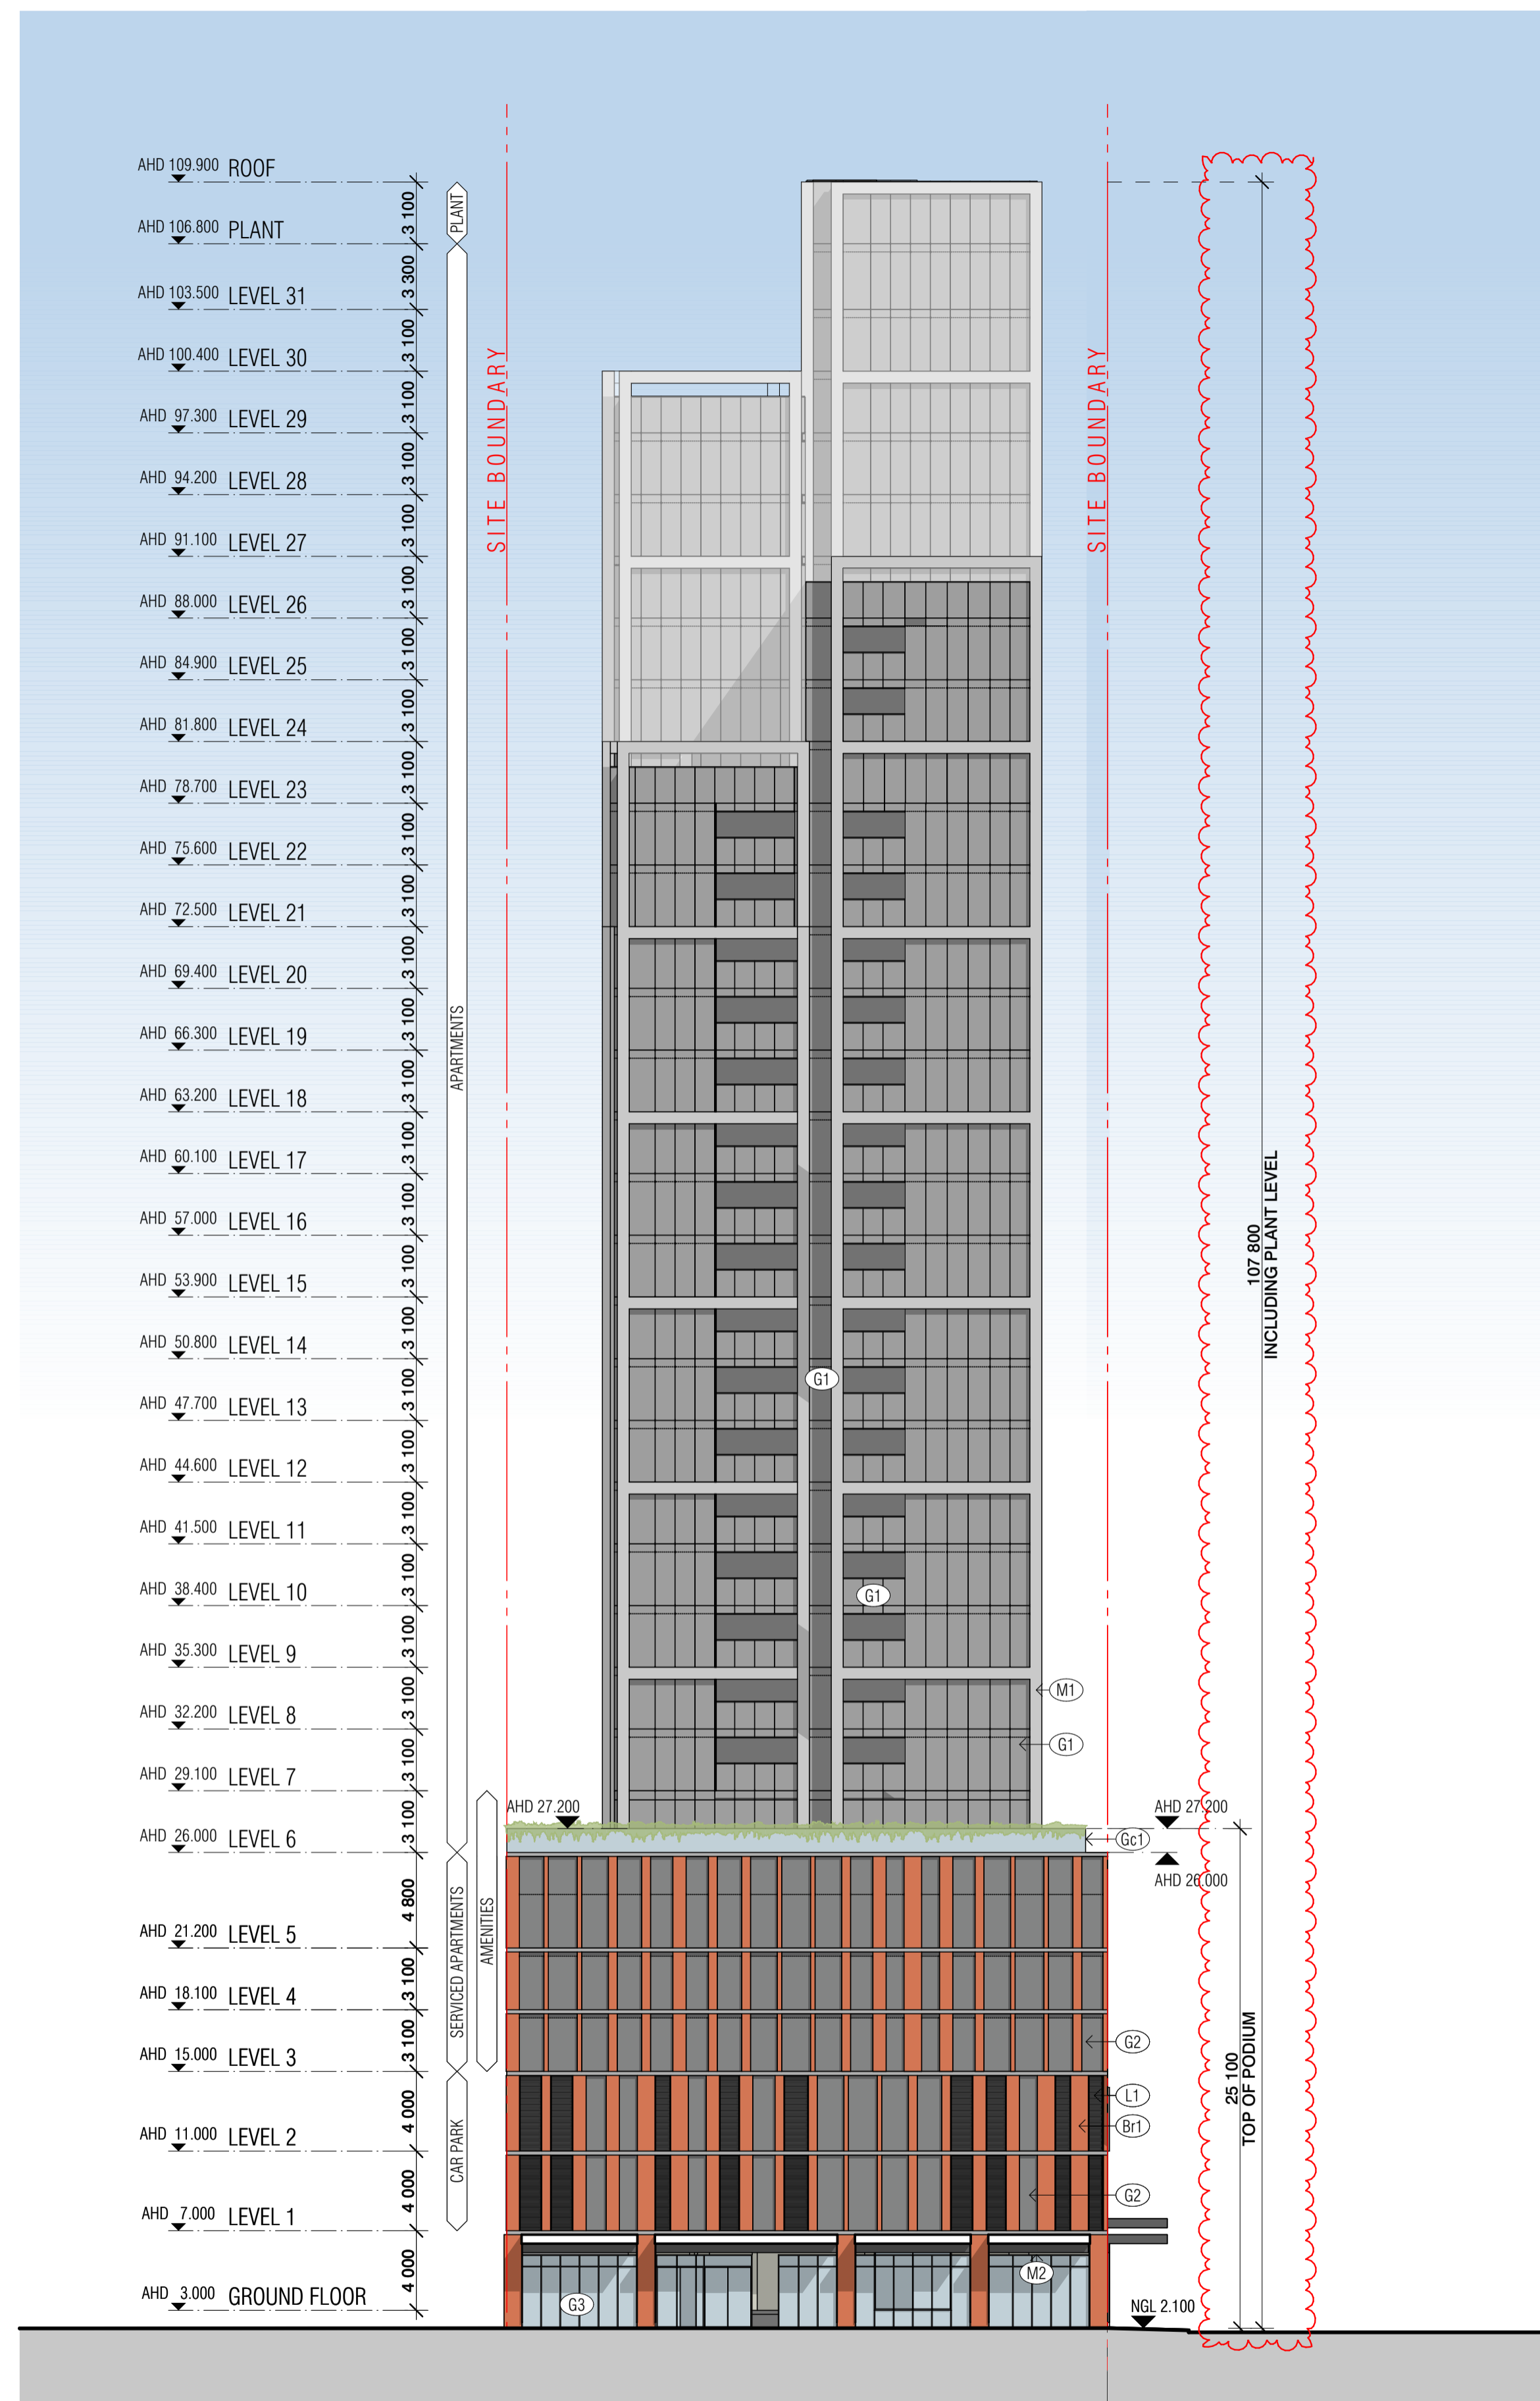 AHD 109.900 ROOF
3 100
PLANT
AHD 106.800 PLANT
3 300
AHD 103.500 LEVEL 31
3 100
AHD 100.400 LEVEL 30
3 100
SITE BOUNDARY
SITE BOUNDARY
AHD 97.300 LEVEL 29
3 100
AHD 94.200 LEVEL 28
3 100
AHD 91.100 LEVEL 27
3 100
AHD 88.000 LEVEL 26
3 100
AHD 84.900 LEVEL 25
3 100
AHD 81.800 LEVEL 24
3 100
AHD 78.700 LEVEL 23
3 100
AHD 75.600 LEVEL 22
3 100
AHD 72.500 LEVEL 21
3 100
AHD 69.400 LEVEL 20
3 100
APARTMENTS
AHD 66.300 LEVEL 19
3 100
AHD 63.200 LEVEL 18
3 100
AHD 60.100 LEVEL 17
3 100
AHD 57.000 LEVEL 16
3 100
107 800
INCLUDING PLANT LEVEL
AHD 53.900 LEVEL 15
3 100
AHD 50.800 LEVEL 14
3 100
G1
AHD 47.700 LEVEL 13
3 100
AHD 44.600 LEVEL 12
3 100
AHD 41.500 LEVEL 11
3 100
AHD 38.400 LEVEL 10
G1
3 100
AHD 35.300 LEVEL 9
3 100
M1
AHD 32.200 LEVEL 8
G1
3 100
AHD 29.100 LEVEL 7
3 100
AHD 27.200
AHD 27.200
AHD 26.000 LEVEL 6
Gc1
AHD 26.000
4 800
SERVICED APARTMENTS
AMENITIES
AHD 21.200 LEVEL 5
3 100
AHD 18.100 LEVEL 4
3 100
G2
AHD 15.000 LEVEL 3
25 100
TOP OF PODIUM
4 000
CAR PARK
L1
Br1
AHD 11.000 LEVEL 2
4 000
G2
AHD 7.000 LEVEL 1
4 000
M2
AHD 3.000 GROUND FLOOR
G3
NGL 2.100